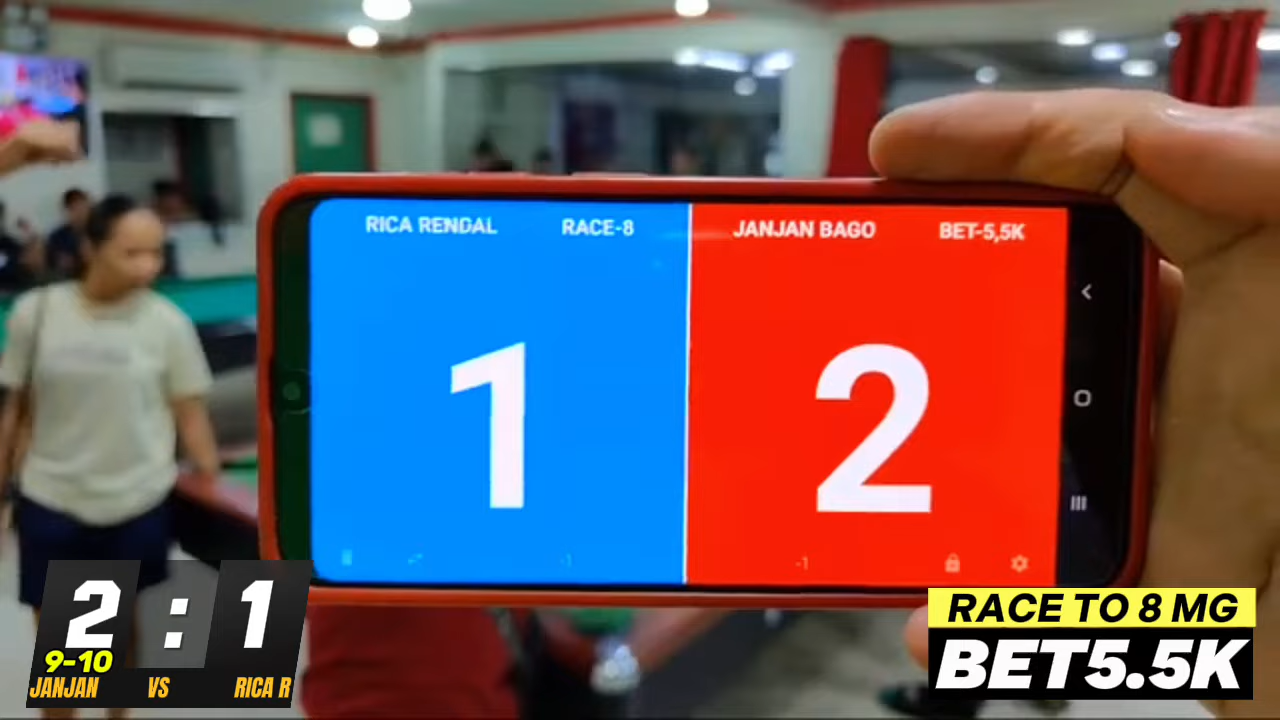 RICA RENDAL RACE-8 JANJAN BAGO BET-5,5K
1 2
-1 -1
2 : 1
9-10
JANJAN VS RICA R
RACE TO 8 MG
BET5.5K